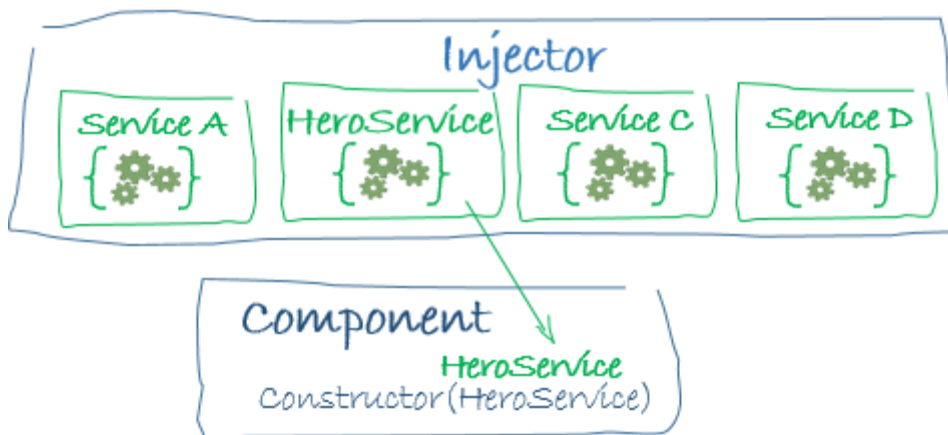 Injector
Service A
HeroService
Service C
Service D
Component
HeroService
Constructor(HeroService)